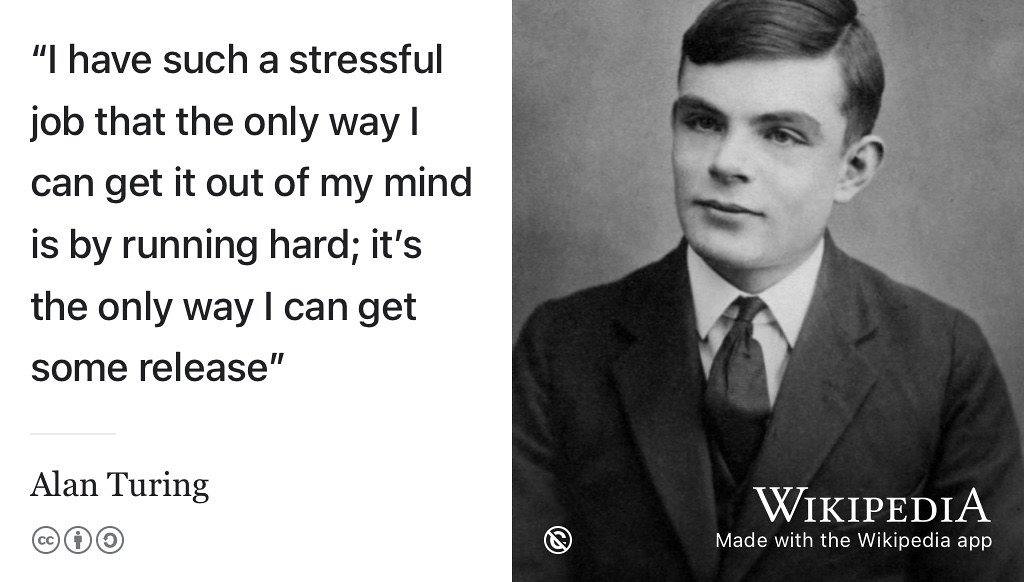 “I have such a stressful
job that the only way I
can get it out of my mind
is by running hard; it’s
the only way I can get
some release”
Alan Turing
cc
WIKIPEDIA
Made with the Wikipedia app